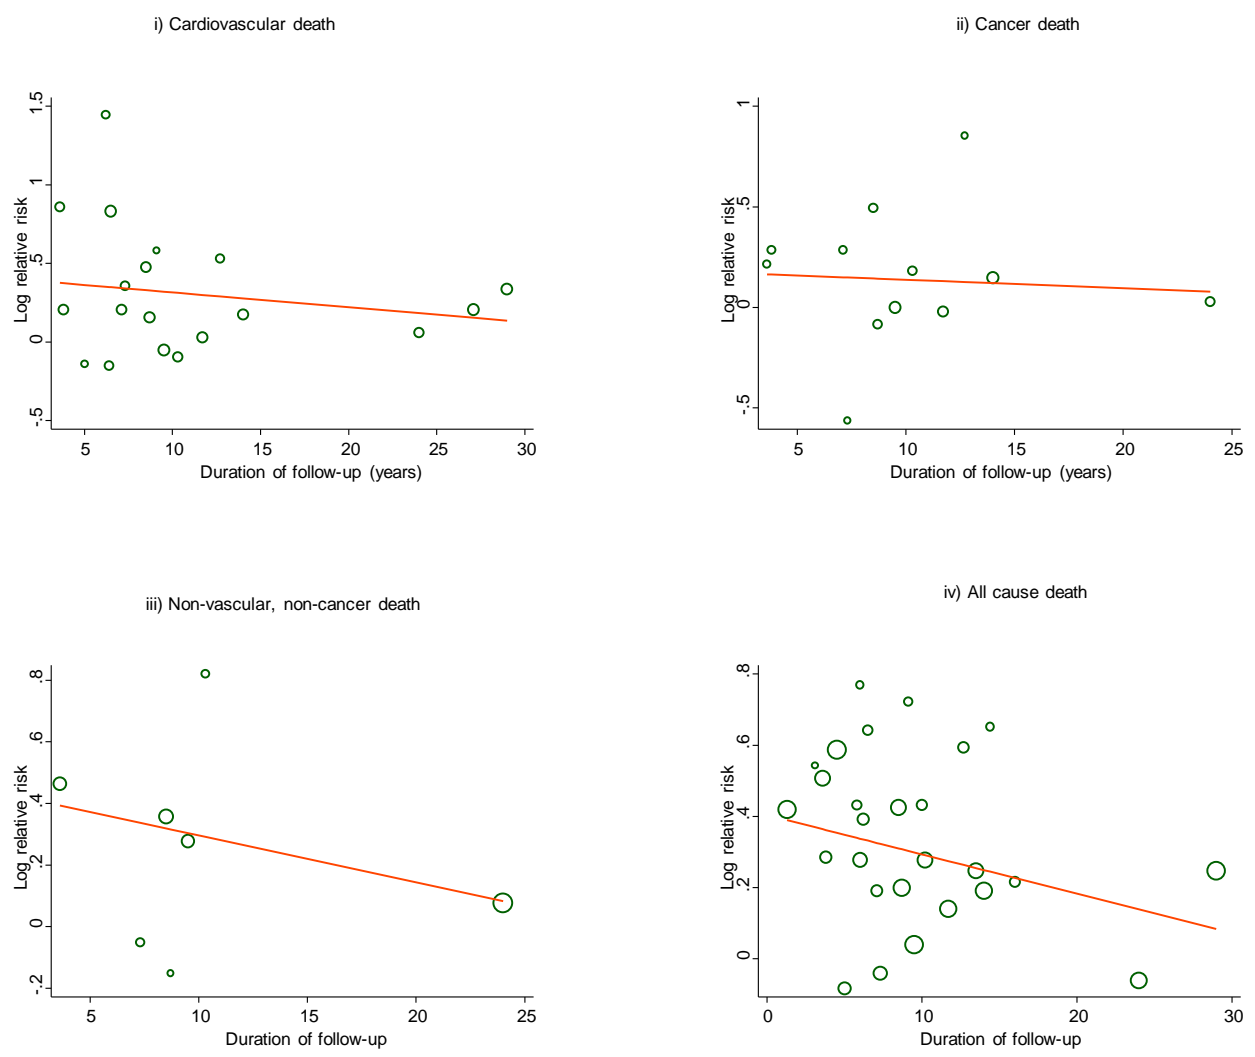 i) Cardiovascular death
Log relative risk
1.5
1
.5
0
-.5
5 10 15 20 25 30
Duration of follow-up (years)
ii) Cancer death
Log relative risk
1
.5
0
-.5
5 10 15 20 25
Duration of follow-up (years)
iii) Non-vascular, non-cancer death
Log relative risk
.8
.6
.4
.2
0
-.2
5 10 15 20 25
Duration of follow-up
iv) All cause death
Log relative risk
.8
.6
.4
.2
0
0 10 20 30
Duration of follow-up